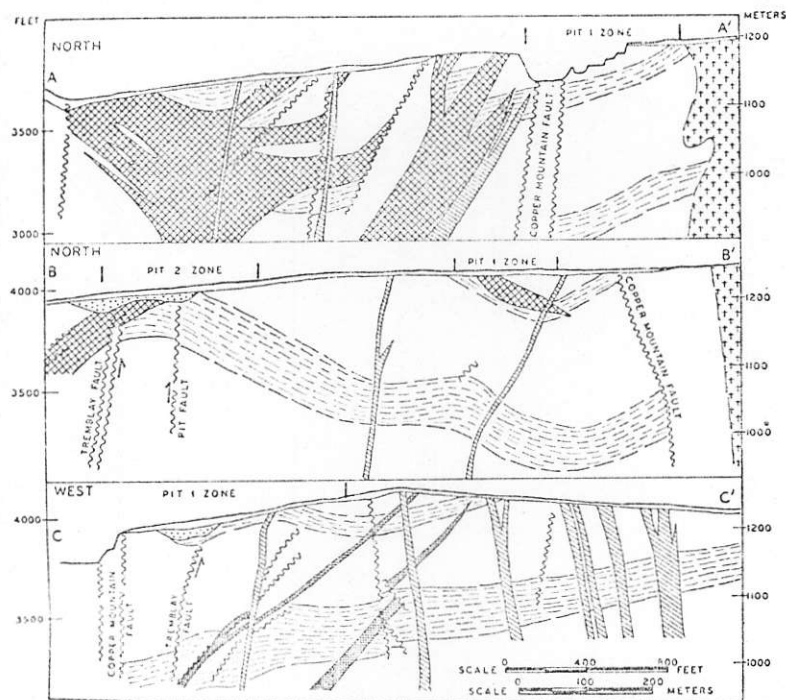 FEET
METERS
NORTH
PIT 1 ZONE
A
A'
1200
3500
1100
1000
3000
COPPER MOUNTAIN FAULT
NORTH
B
PIT 2 ZONE
PIT 1 ZONE
B'
4000
1200
1100
3500
1000
TREMBLAY FAULT
PIT FAULT
COPPER MOUNTAIN FAULT
WEST
PIT 1 ZONE
C
C'
4000
1200
3500
1100
1000
COPPER MOUNTAIN
FAULT
TREMBLAY
FAULT
SCALE 0 400 800 FEET
SCALE 0 100 200 METERS